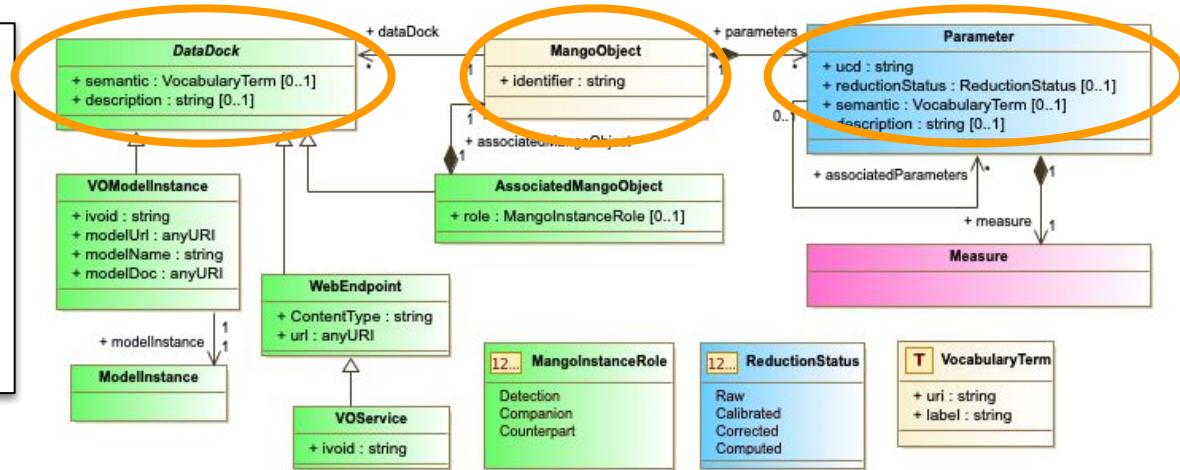 + dataDock
+ parameters
DataDock
+ semantic : VocabularyTerm [0..1]
+ description : string [0..1]
*
1
MangoObject
+ identifier : string
1
*
Parameter
+ ucd : string
+ reductionStatus : ReductionStatus [0..1]
+ semantic : VocabularyTerm [0..1]
+ description : string [0..1]
0..1
1
+ associatedMangoObject
1
+ associatedParameters
*
1
VOModelInstance
+ ivoid : string
+ modelUrl : anyURI
+ modelName : string
+ modelDoc : anyURI
AssociatedMangoObject
+ role : MangoInstanceRole [0..1]
+ measure
1
Measure
WebEndpoint
+ ContentType : string
+ url : anyURI
1
+ modelInstance
1
ModelInstance
VOService
+ ivoid : string
12... MangoInstanceRole
Detection
Companion
Counterpart
12... ReductionStatus
Raw
Calibrated
Corrected
Computed
T VocabularyTerm
+ uri : string
+ label : string